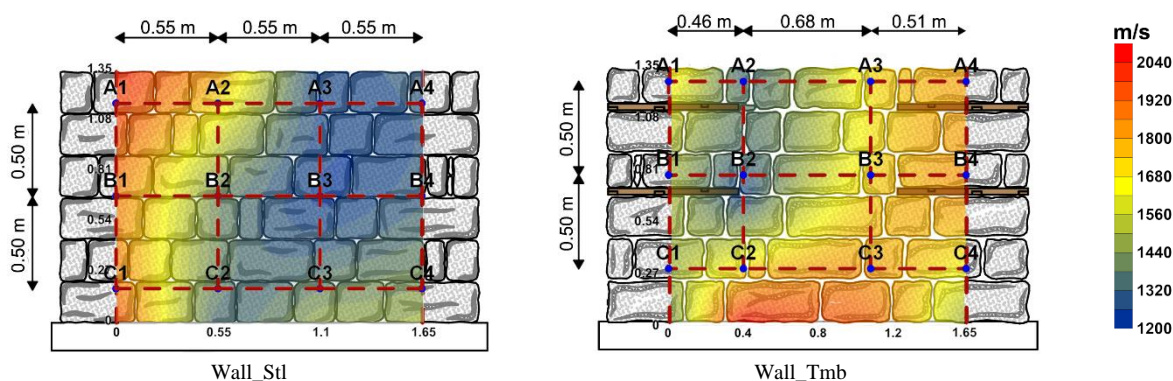 0.55 m 0.55 m 0.55 m
1.35
A1 A2 A3 A4
1.08
0.50 m
0.81
B1 B2 B3 B4
0.54
0.50 m
0.27
C1 C2 C3 C4
0
0 0.55 1.1 1.65
Wall_Stl
0.46 m 0.68 m 0.51 m
1.35
A1 A2 A3 A4
1.08
0.50 m
0.81
B1 B2 B3 B4
0.54
0.50 m
C1 C2 C3 C4
0.27
0
0 0.4 0.8 1.2 1.65
Wall_Tmb
m/s
2040
1920
1800
1680
1560
1440
1320
1200